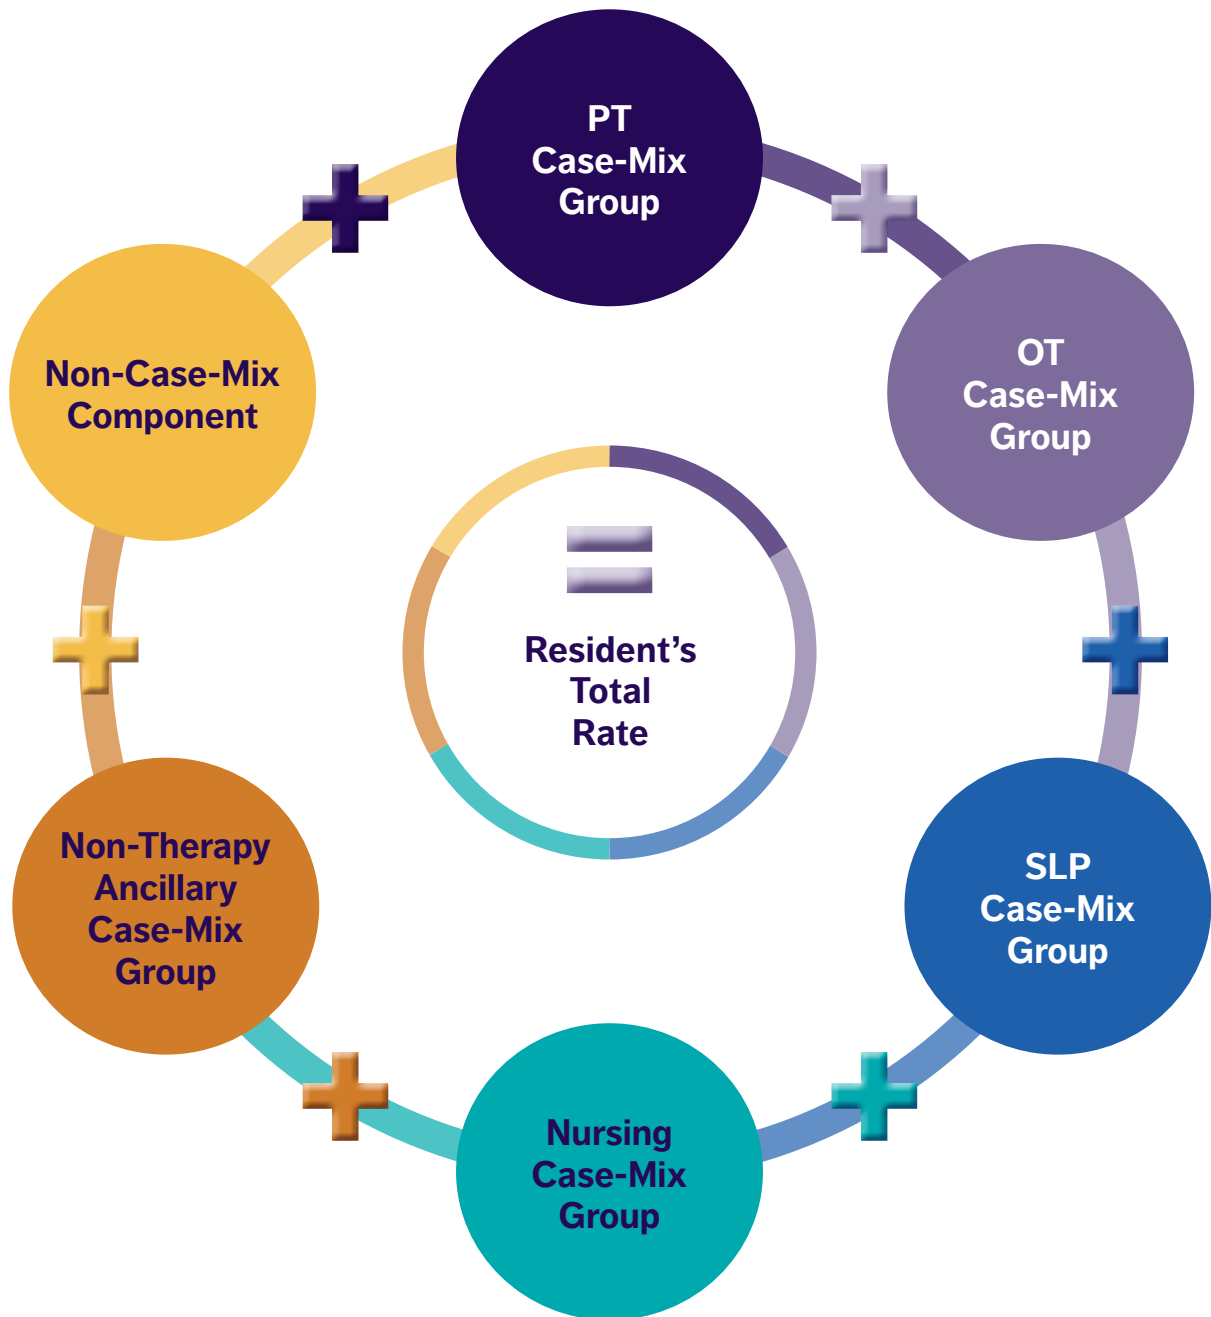 PT
Case-Mix
Group
OT
Case-Mix
Group
SLP
Case-Mix
Group
Nursing
Case-Mix
Group
Non-Therapy
Ancillary
Case-Mix
Group
Non-Case-Mix
Component
=
Resident’s
Total
Rate